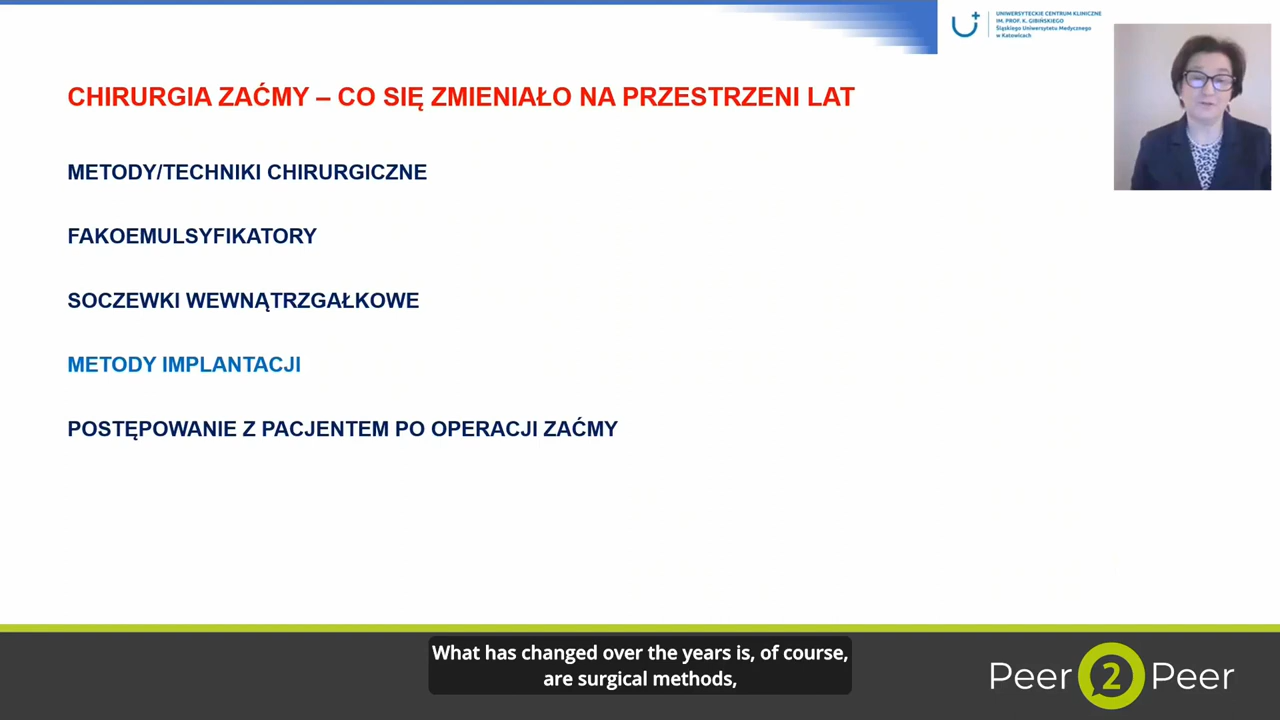 UNIWERSYTECKIE CENTRUM KLINICZNE
IM. PROF. K. GIBIŃSKIEGO
Śląskiego Uniwersytetu Medycznego
w Katowicach
CHIRURGIA ZAĆMY – CO SIĘ ZMIENIAŁO NA PRZESTRZENI LAT
METODY/TECHNIKI CHIRURGICZNE
FAKOEMULSYFIKATORY
SOCZEWKI WEWNĄTRZGAŁKOWE
METODY IMPLANTACJI
POSTĘPOWANIE Z PACJENTEM PO OPERACJI ZAĆMY
What has changed over the years is, of course,
are surgical methods,
Peer 2 Peer